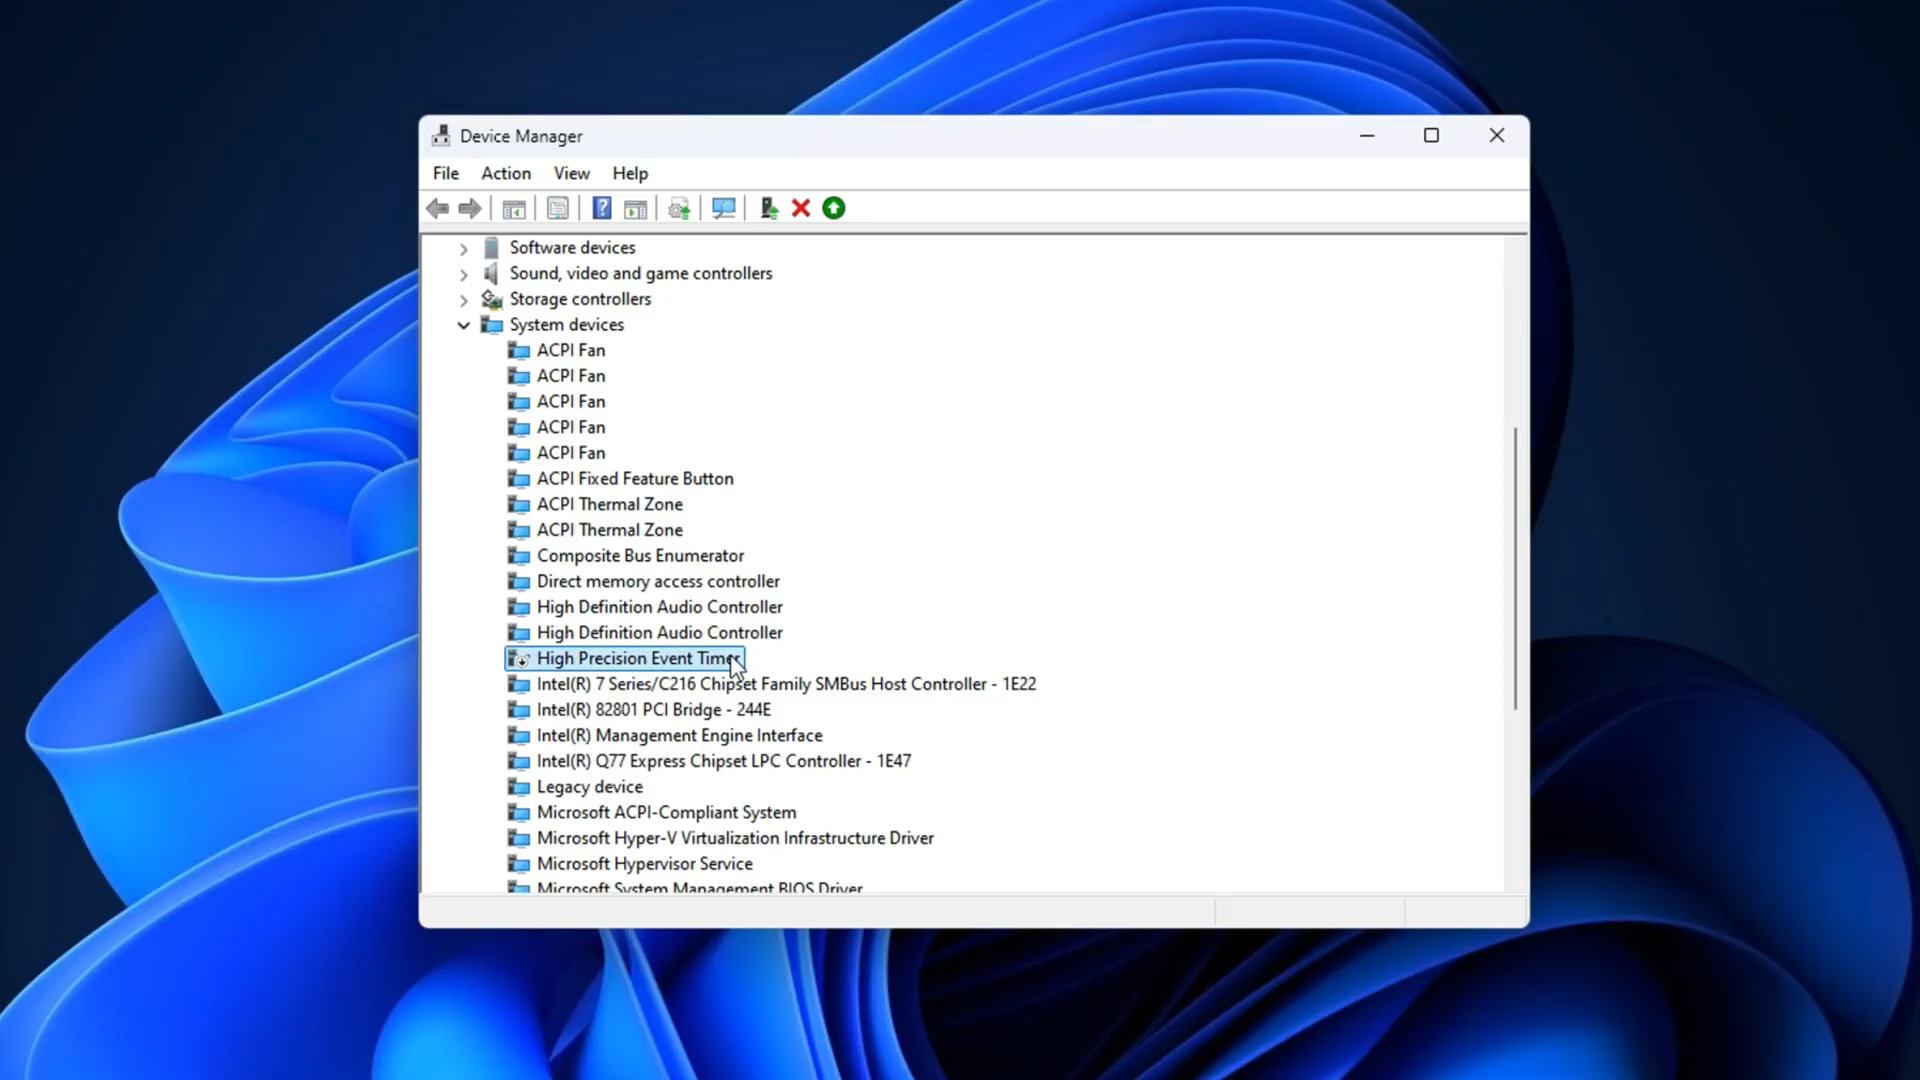 Device Manager
File Action View Help
Software devices
Sound, video and game controllers
Storage controllers
System devices
ACPI Fan
ACPI Fan
ACPI Fan
ACPI Fan
ACPI Fan
ACPI Fixed Feature Button
ACPI Thermal Zone
ACPI Thermal Zone
Composite Bus Enumerator
Direct memory access controller
High Definition Audio Controller
High Definition Audio Controller
High Precision Event Timer
Intel(R) 7 Series/C216 Chipset Family SMBus Host Controller - 1E22
Intel(R) 82801 PCI Bridge - 244E
Intel(R) Management Engine Interface
Intel(R) Q77 Express Chipset LPC Controller - 1E47
Legacy device
Microsoft ACPI-Compliant System
Microsoft Hyper-V Virtualization Infrastructure Driver
Microsoft Hypervisor Service
Microsoft System Management BIOS Driver